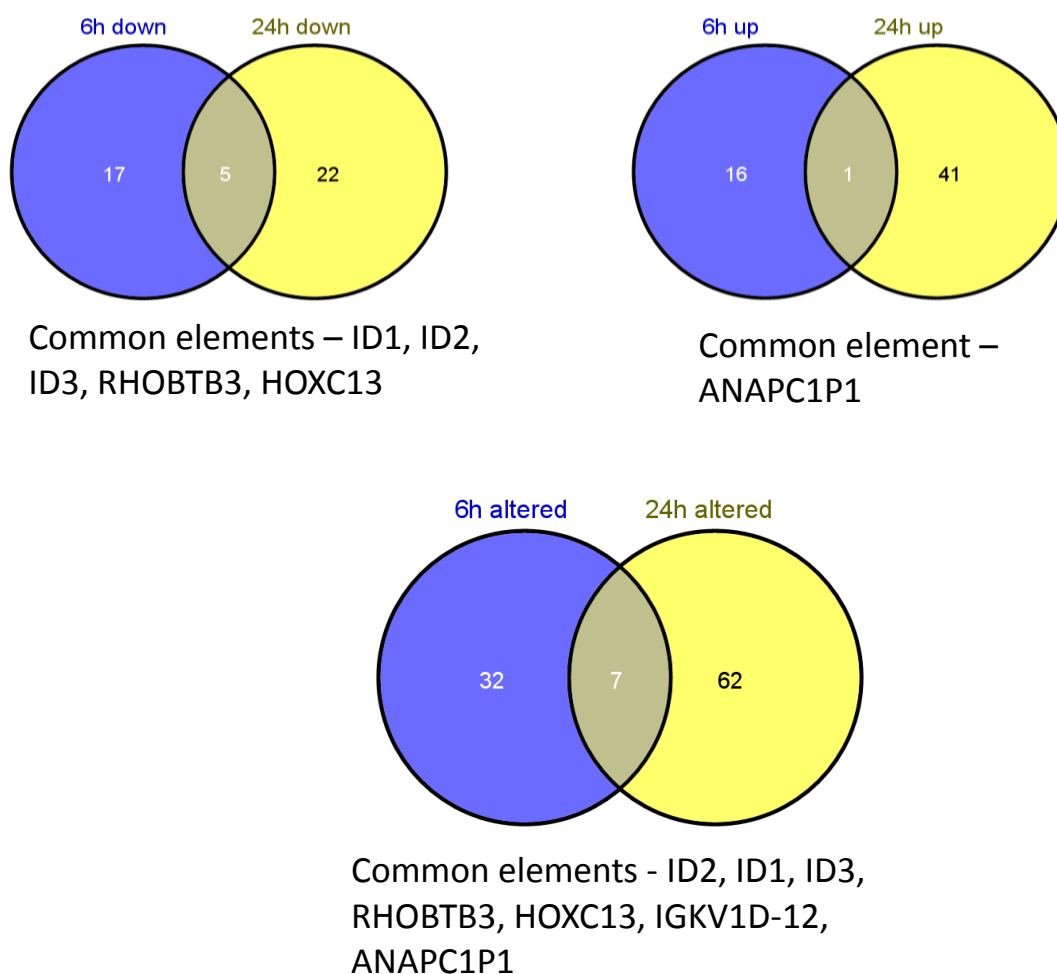 6h down 24h down
17 5 22
Common elements – ID1, ID2,
ID3, RHOBTB3, HOXC13
6h up 24h up
16 1 41
Common element –
ANAPC1P1
6h altered 24h altered
32 7 62
Common elements - ID2, ID1, ID3,
RHOBTB3, HOXC13, IGKV1D-12,
ANAPC1P1